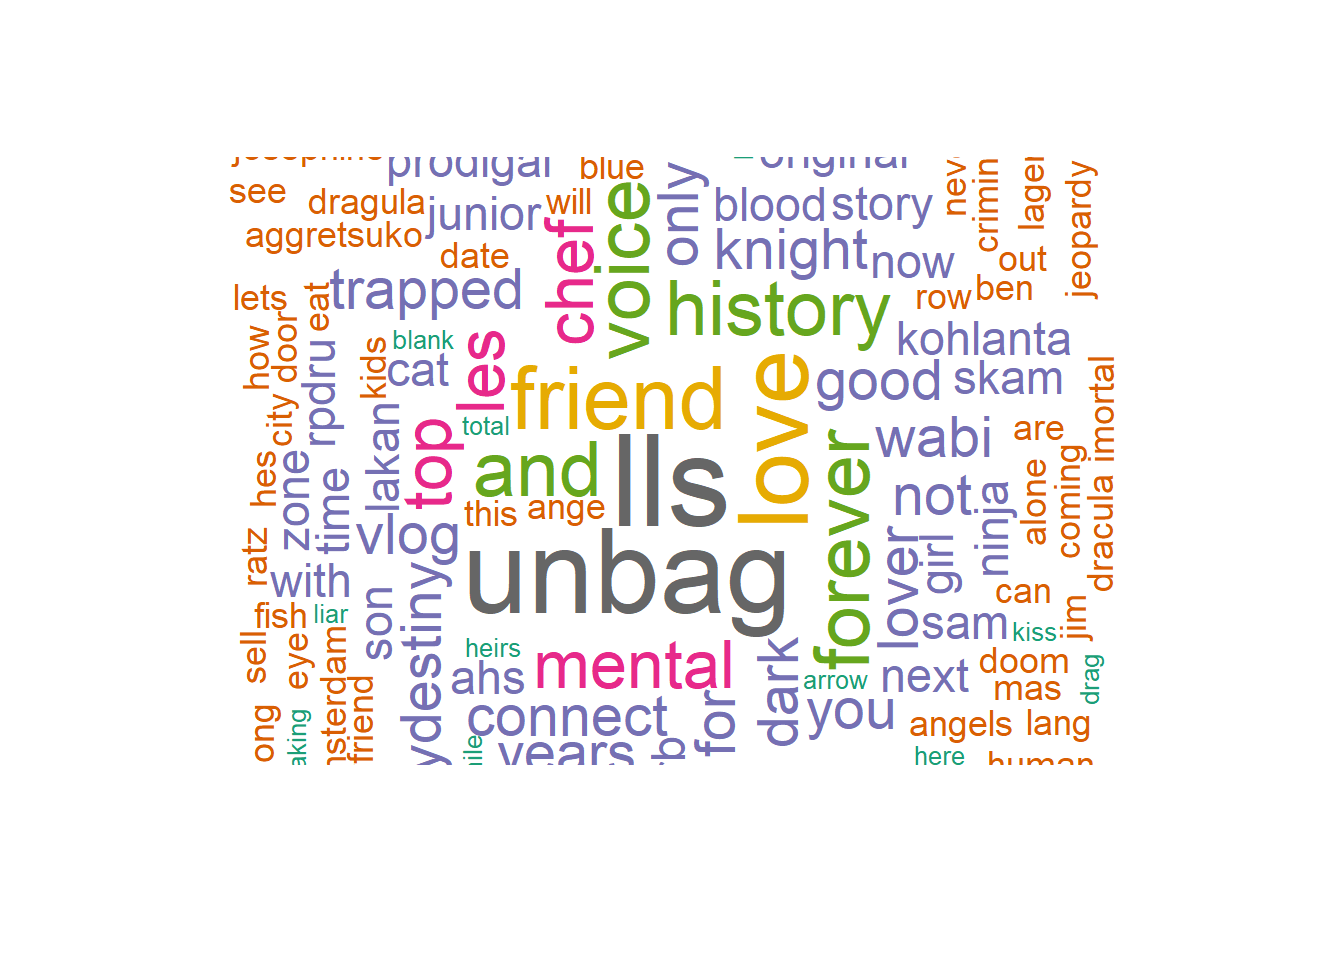 prodigal
blue
original
see
dragula
junior
will
voice
only
blood
story
nev
crimin
lager
jeopardy
aggretsuko
date
chef
knight
now
out
lets
eat
trapped
history
row
ben
how
door
rpdru
kids
blank
cat
les
friend
love
good
kohlanta
skam
city
total
top
lakan
and
lls
forever
wabi
are
imortal
hes
zone
time
this
ange
not
ninja
alone
coming
dracula
ratz
vlog
unbag
lover
girl
with
son
ydestiny
can
jim
fish
liar
sam
kiss
sell
eye
nsterdam
heirs
mental
dark
arrow
next
doom
drag
ahs
mas
friend
connect
for
you
angels
lang
ong
aking
ile
years
b
here
human